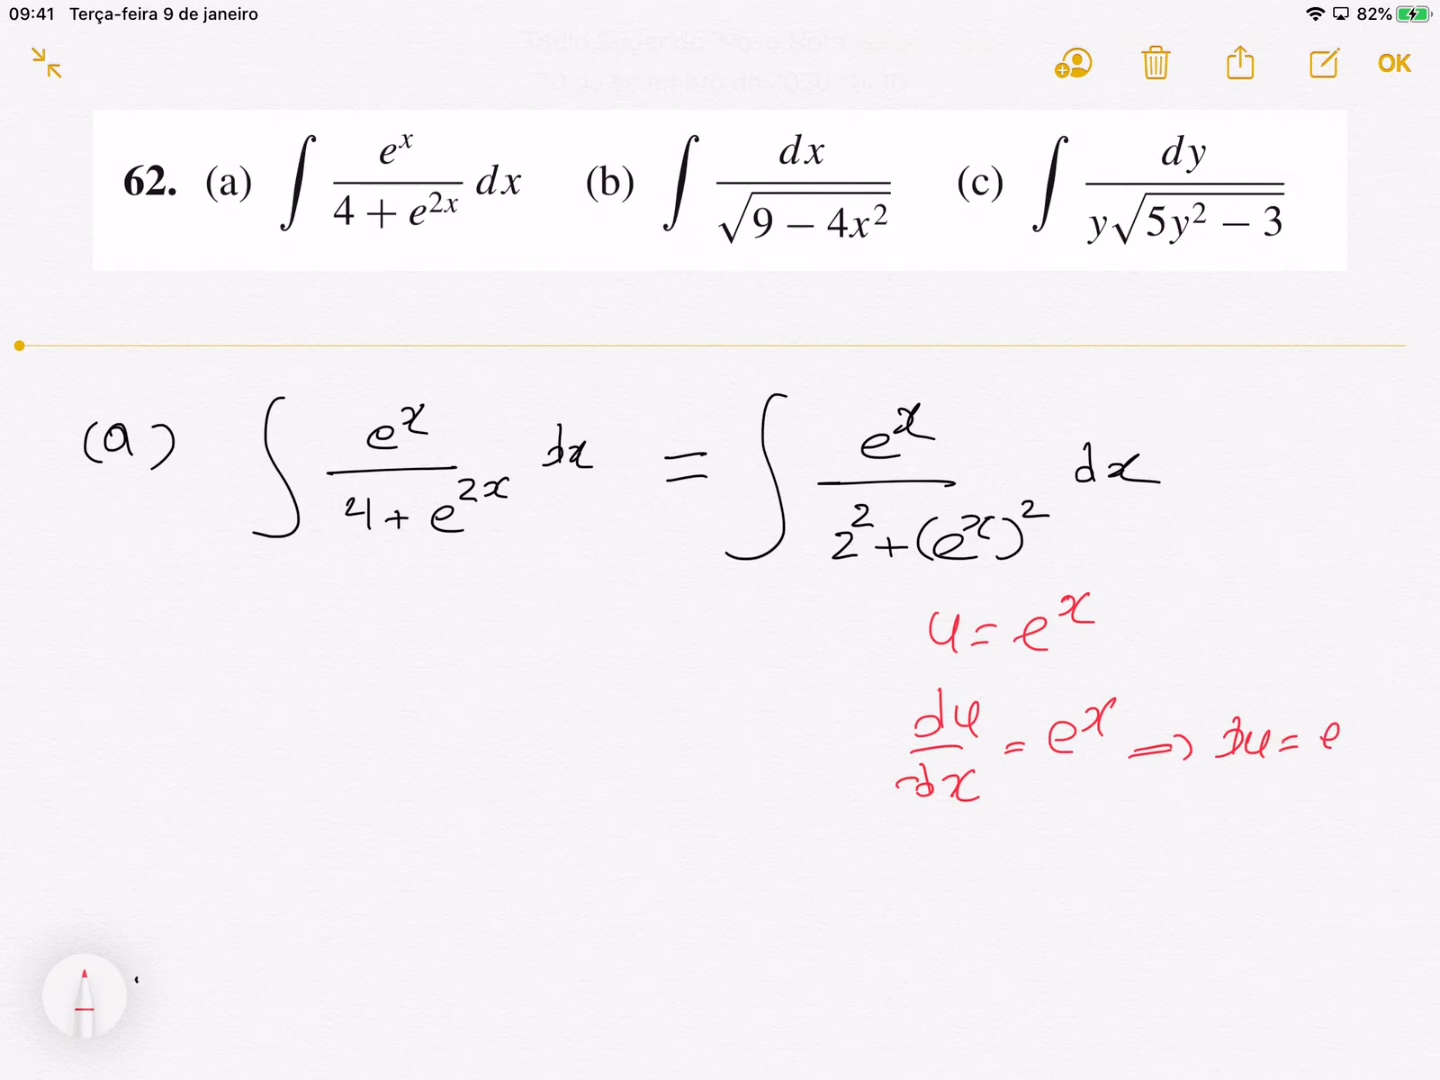 09:41 Terça-feira 9 de janeiro 82%
OK
62. (a) ∫ e^x / (4 + e^{2x}) dx (b) ∫ dx / √(9 − 4x²) (c) ∫ dy / (y√(5y² − 3))
(a) ∫ e^x / (4 + e^{2x}) dx = ∫ e^x / (2² + (e^x)²) dx
u = e^x
du/dx = e^x ⇒ du = e